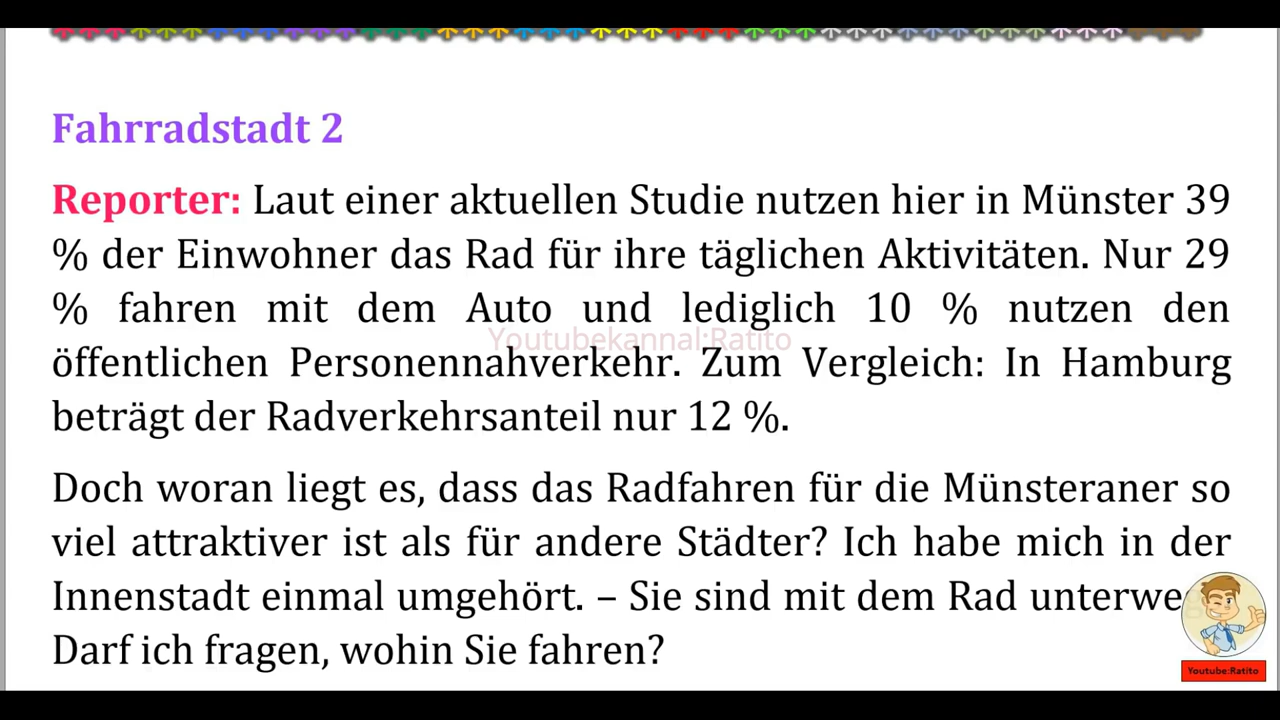 Fahrradstadt 2
Reporter: Laut einer aktuellen Studie nutzen hier in Münster 39
% der Einwohner das Rad für ihre täglichen Aktivitäten. Nur 29
% fahren mit dem Auto und lediglich 10 % nutzen den
Youtubekannal:Ratito
öffentlichen Personennahverkehr. Zum Vergleich: In Hamburg
beträgt der Radverkehrsanteil nur 12 %.
Doch woran liegt es, dass das Radfahren für die Münsteraner so
viel attraktiver ist als für andere Städter? Ich habe mich in der
Innenstadt einmal umgehört. – Sie sind mit dem Rad
Darf ich fragen, wohin Sie fahren?
Youtube:Ratito